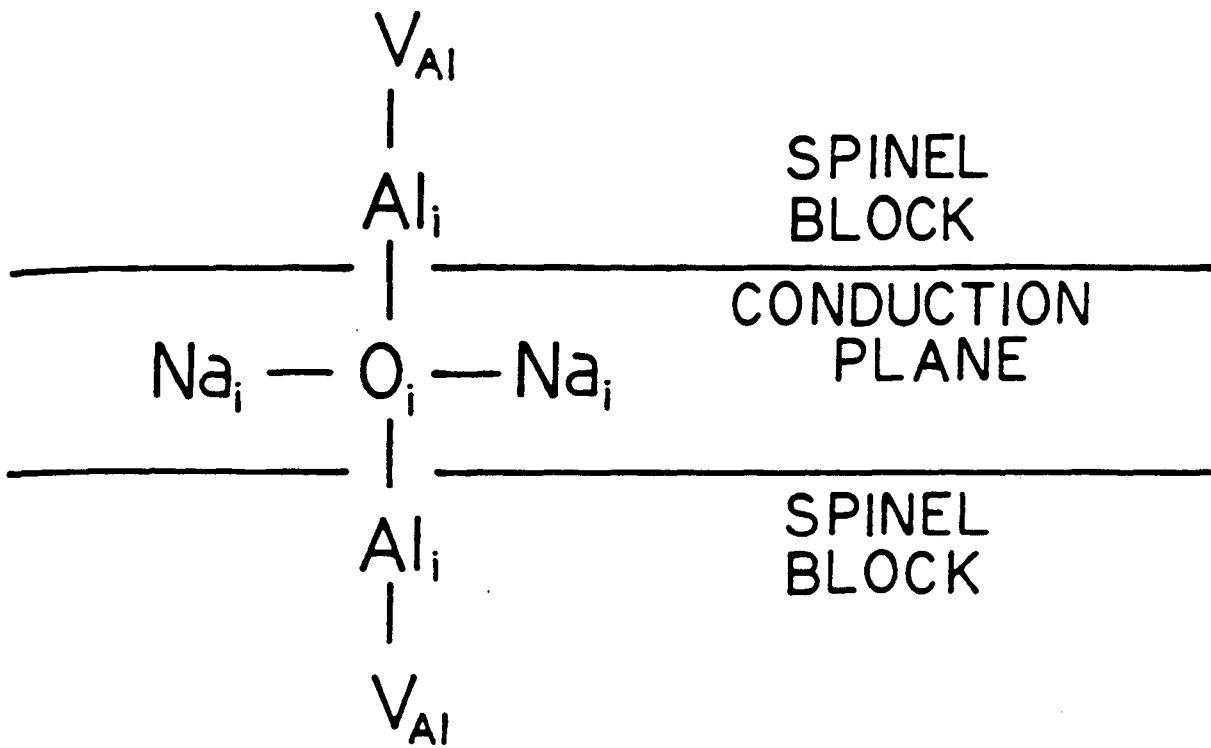 V_Al
Al_i
SPINEL
BLOCK
CONDUCTION
PLANE
Na_i — O_i — Na_i
Al_i
SPINEL
BLOCK
V_Al